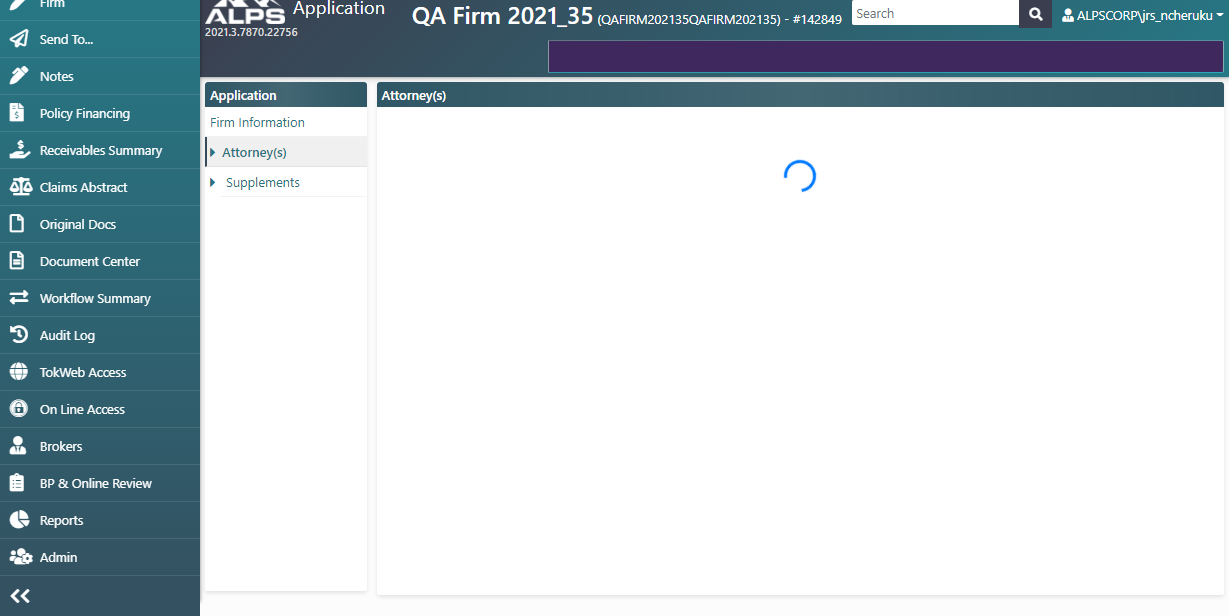 Firm
Send To...
Notes
Policy Financing
Receivables Summary
Claims Abstract
Original Docs
Document Center
Workflow Summary
Audit Log
TokWeb Access
On Line Access
Brokers
BP & Online Review
Reports
Admin
ALPS
2021.3.7870.22756
Application
QA Firm 2021_35 (QAFIRM202135QAFIRM202135) - #142849
Search
ALPSCORP\jrs_ncheruku
Application
Firm Information
Attorney(s)
Supplements
Attorney(s)